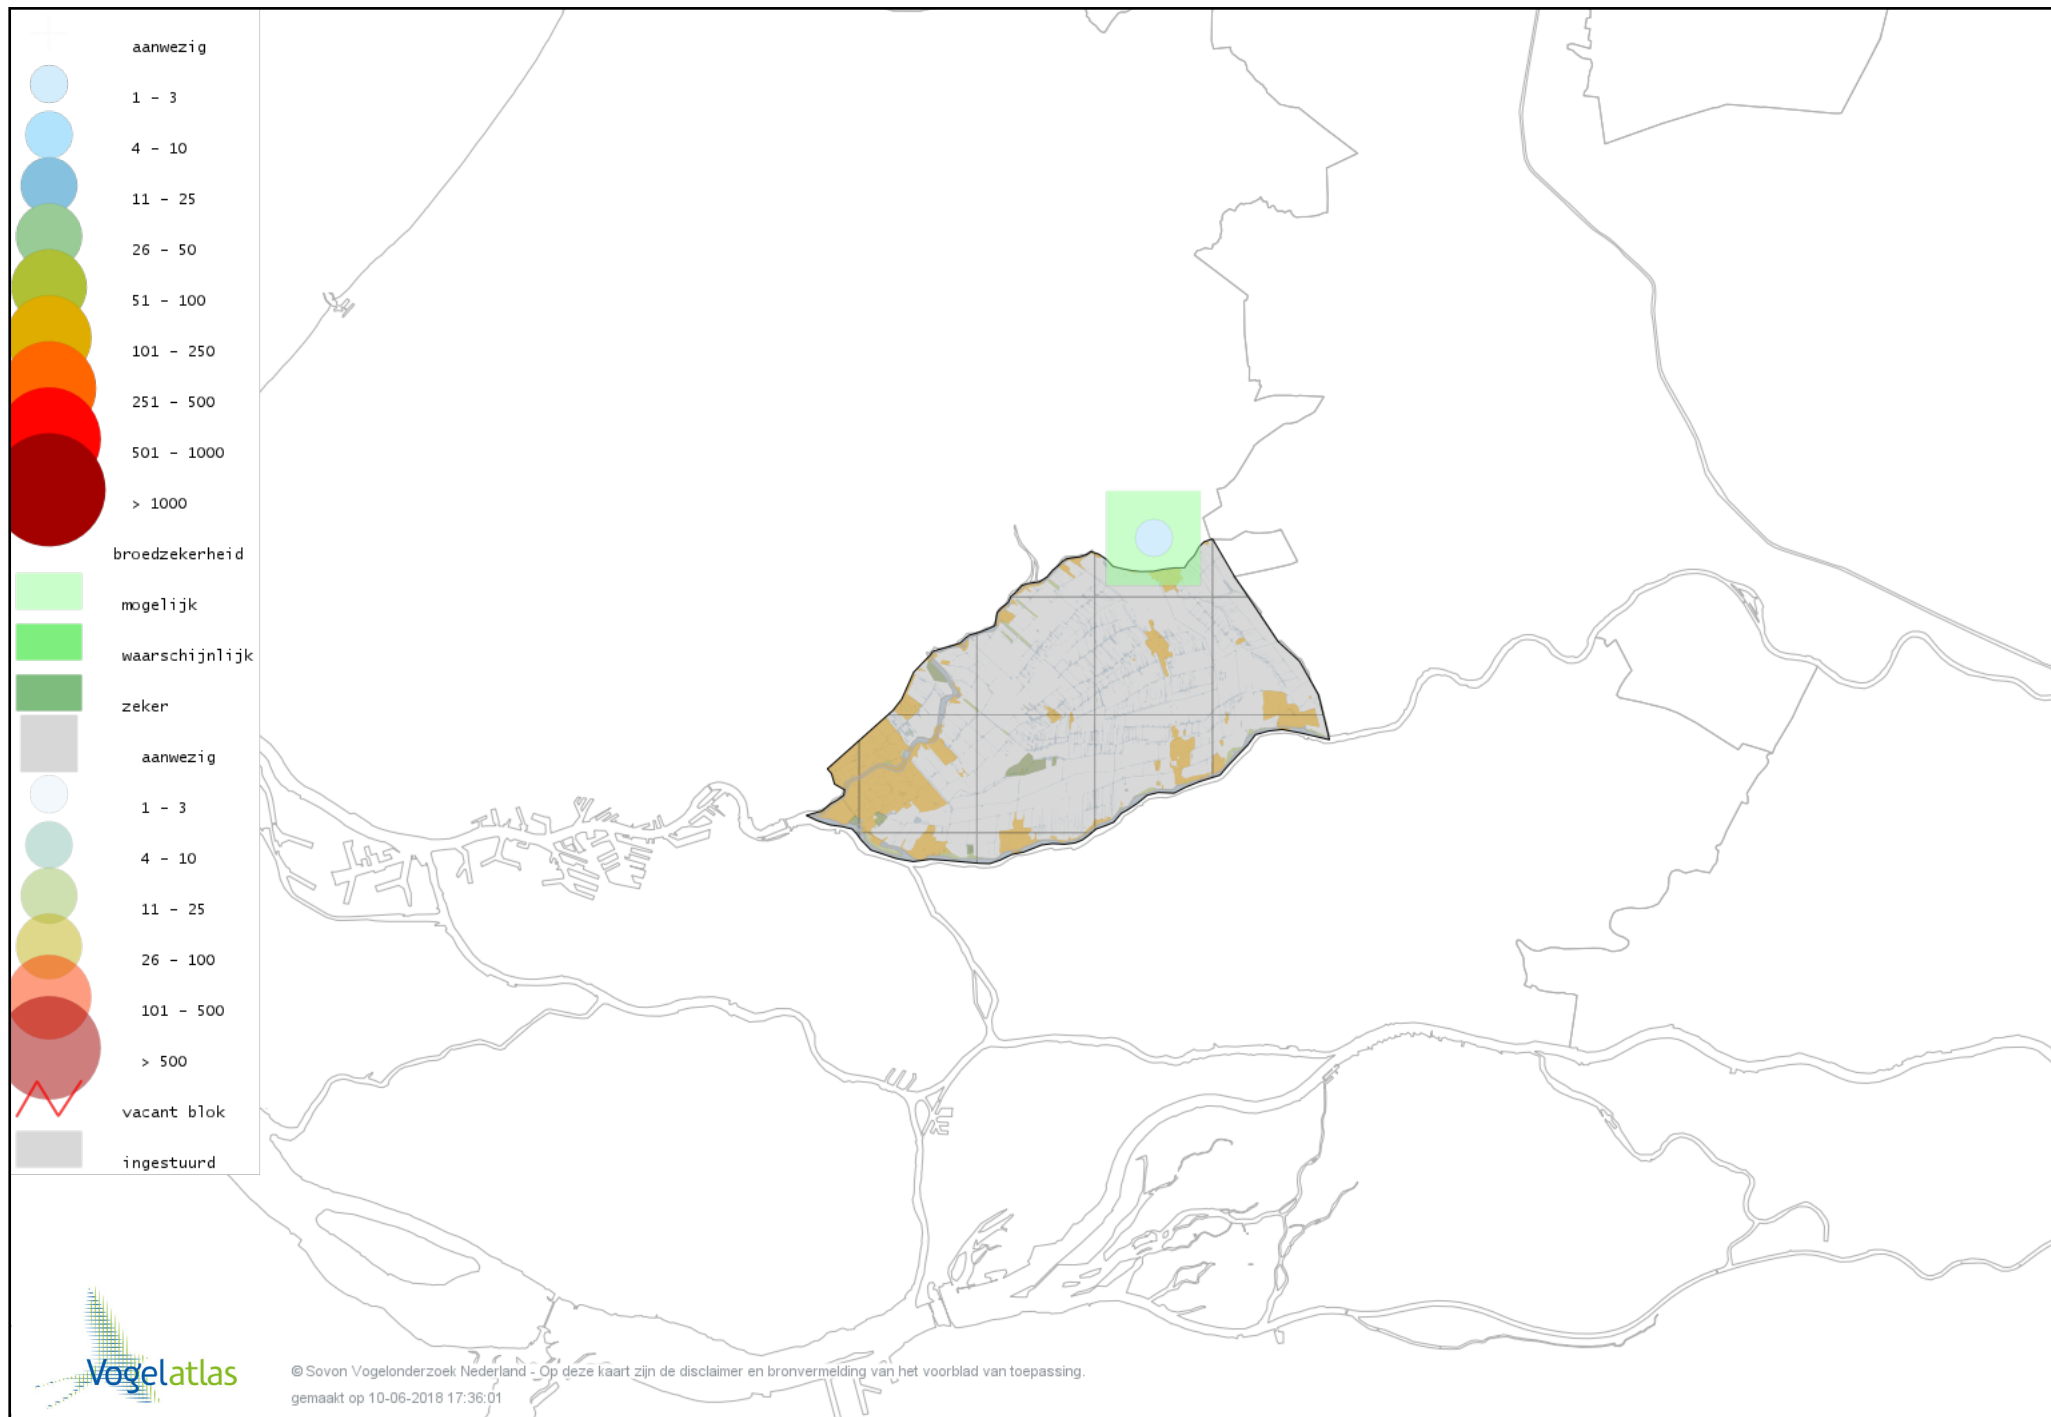 aanwezig
1 - 3
4 - 10
11 - 25
26 - 50
51 - 100
101 - 250
251 - 500
501 - 1000
> 1000
broedzekerheid
mogelijk
waarschijnlijk
zeker
aanwezig
1 - 3
4 - 10
11 - 25
26 - 100
101 - 500
> 500
vacant blok
ingestuurd
Vogelatlas
© Sovon Vogelonderzoek Nederland - Op deze kaart zijn de disclaimer en bronvermelding van het voorblad van toepassing.
gemaakt op 10-06-2018 17:36:01